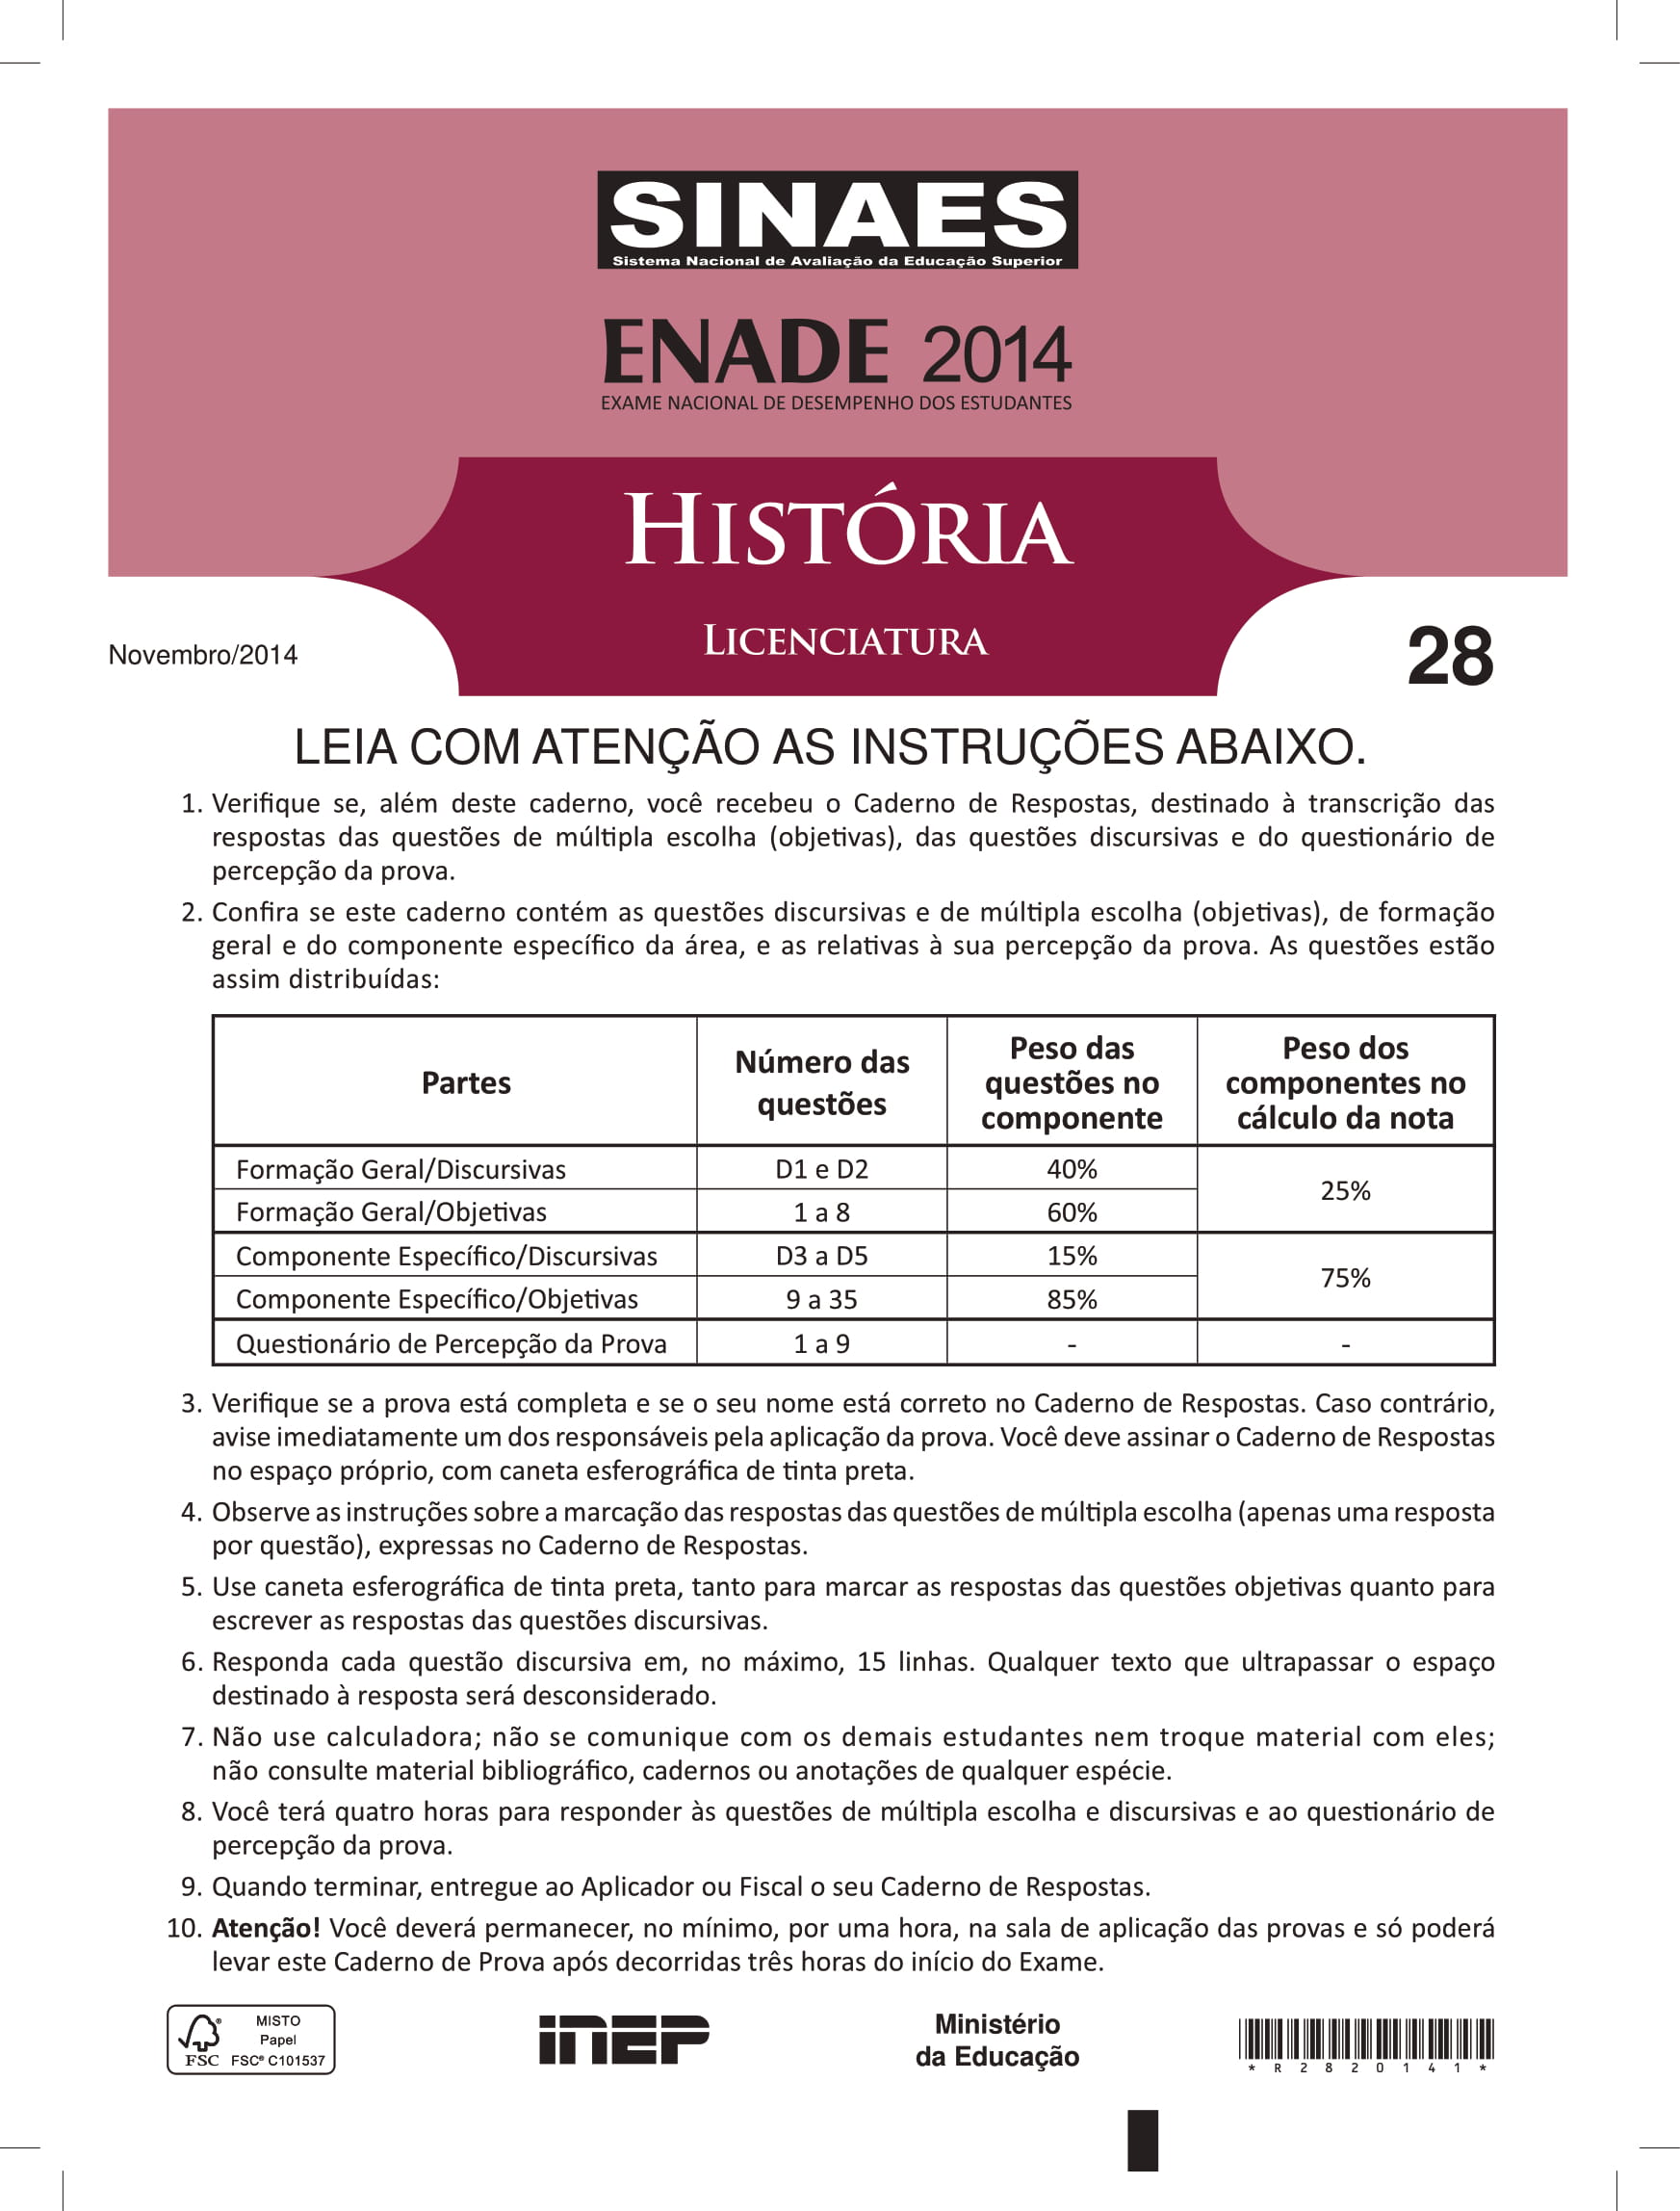 SINAES
Sistema Nacional de Avaliação da Educação Superior
ENADE 2014
EXAME NACIONAL DE DESEMPENHO DOS ESTUDANTES
HISTÓRIA
LICENCIATURA
Novembro/2014
28
LEIA COM ATENÇÃO AS INSTRUÇÕES ABAIXO.
1. Verifique se, além deste caderno, você recebeu o Caderno de Respostas, destinado à transcrição das
respostas das questões de múltipla escolha (objetivas), das questões discursivas e do questionário de
percepção da prova.
2. Confira se este caderno contém as questões discursivas e de múltipla escolha (objetivas), de formação
geral e do componente específico da área, e as relativas à sua percepção da prova. As questões estão
assim distribuídas:
Partes
Número das
questões
Peso das
questões no
componente
Peso dos
componentes no
cálculo da nota
Formação Geral/Discursivas D1 e D2 40%
25%
Formação Geral/Objetivas 1 a 8 60%
Componente Específico/Discursivas D3 a D5 15%
75%
Componente Específico/Objetivas 9 a 35 85%
Questionário de Percepção da Prova 1 a 9 - -
3. Verifique se a prova está completa e se o seu nome está correto no Caderno de Respostas. Caso contrário,
avise imediatamente um dos responsáveis pela aplicação da prova. Você deve assinar o Caderno de Respostas
no espaço próprio, com caneta esferográfica de tinta preta.
4. Observe as instruções sobre a marcação das respostas das questões de múltipla escolha (apenas uma resposta
por questão), expressas no Caderno de Respostas.
5. Use caneta esferográfica de tinta preta, tanto para marcar as respostas das questões objetivas quanto para
escrever as respostas das questões discursivas.
6. Responda cada questão discursiva em, no máximo, 15 linhas. Qualquer texto que ultrapassar o espaço
destinado à resposta será desconsiderado.
7. Não use calculadora; não se comunique com os demais estudantes nem troque material com eles;
não consulte material bibliográfico, cadernos ou anotações de qualquer espécie.
8. Você terá quatro horas para responder às questões de múltipla escolha e discursivas e ao questionário de
percepção da prova.
9. Quando terminar, entregue ao Aplicador ou Fiscal o seu Caderno de Respostas.
10. Atenção! Você deverá permanecer, no mínimo, por uma hora, na sala de aplicação das provas e só poderá
levar este Caderno de Prova após decorridas três horas do início do Exame.
MISTO
Papel
FSC® C101537
FSC
INEP
Ministério
da Educação
* R 2 8 2 0 1 4 1 *